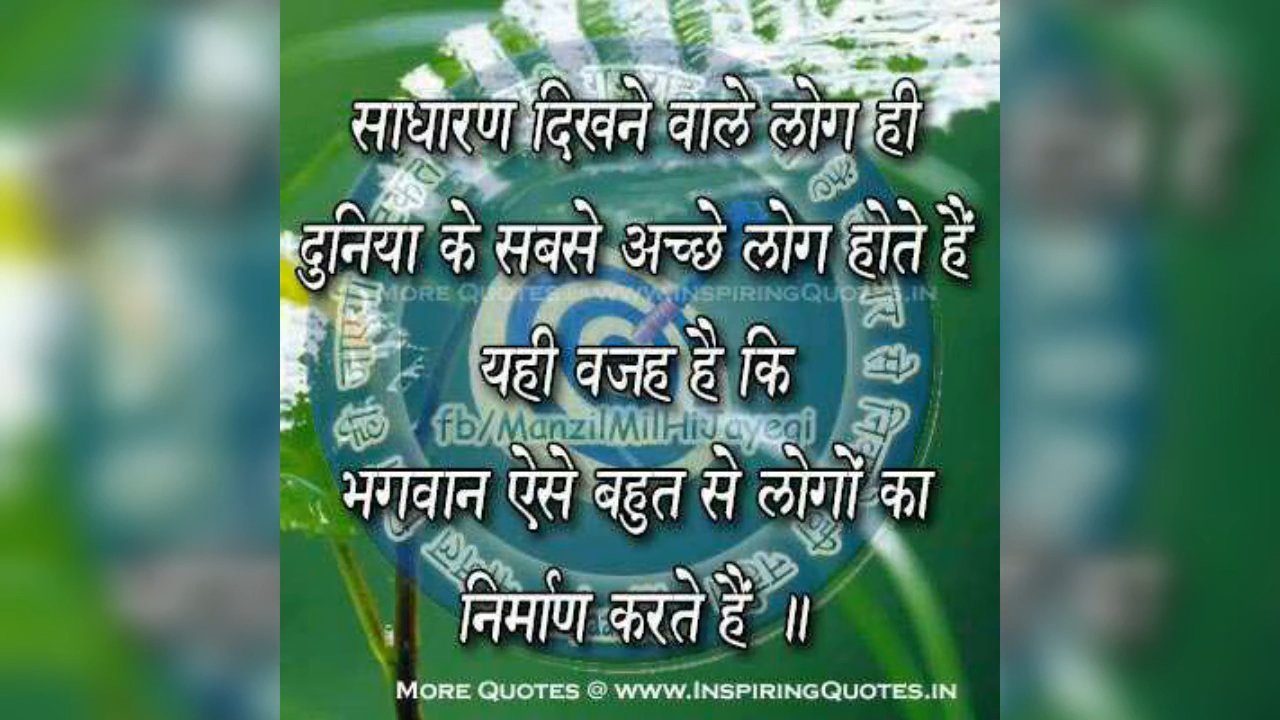 साधारण दिखने वाले लोग ही
दुनिया के सबसे अच्छे लोग होते हैं
MORE QUOTES @ WWW.INSPIRINGQUOTES.IN
यही वजह है कि
fb/ManzilMilHiJayegi
भगवान ऐसे बहुत से लोगों का
निर्माण करते हैं ॥
MORE QUOTES @ WWW.INSPIRINGQUOTES.IN